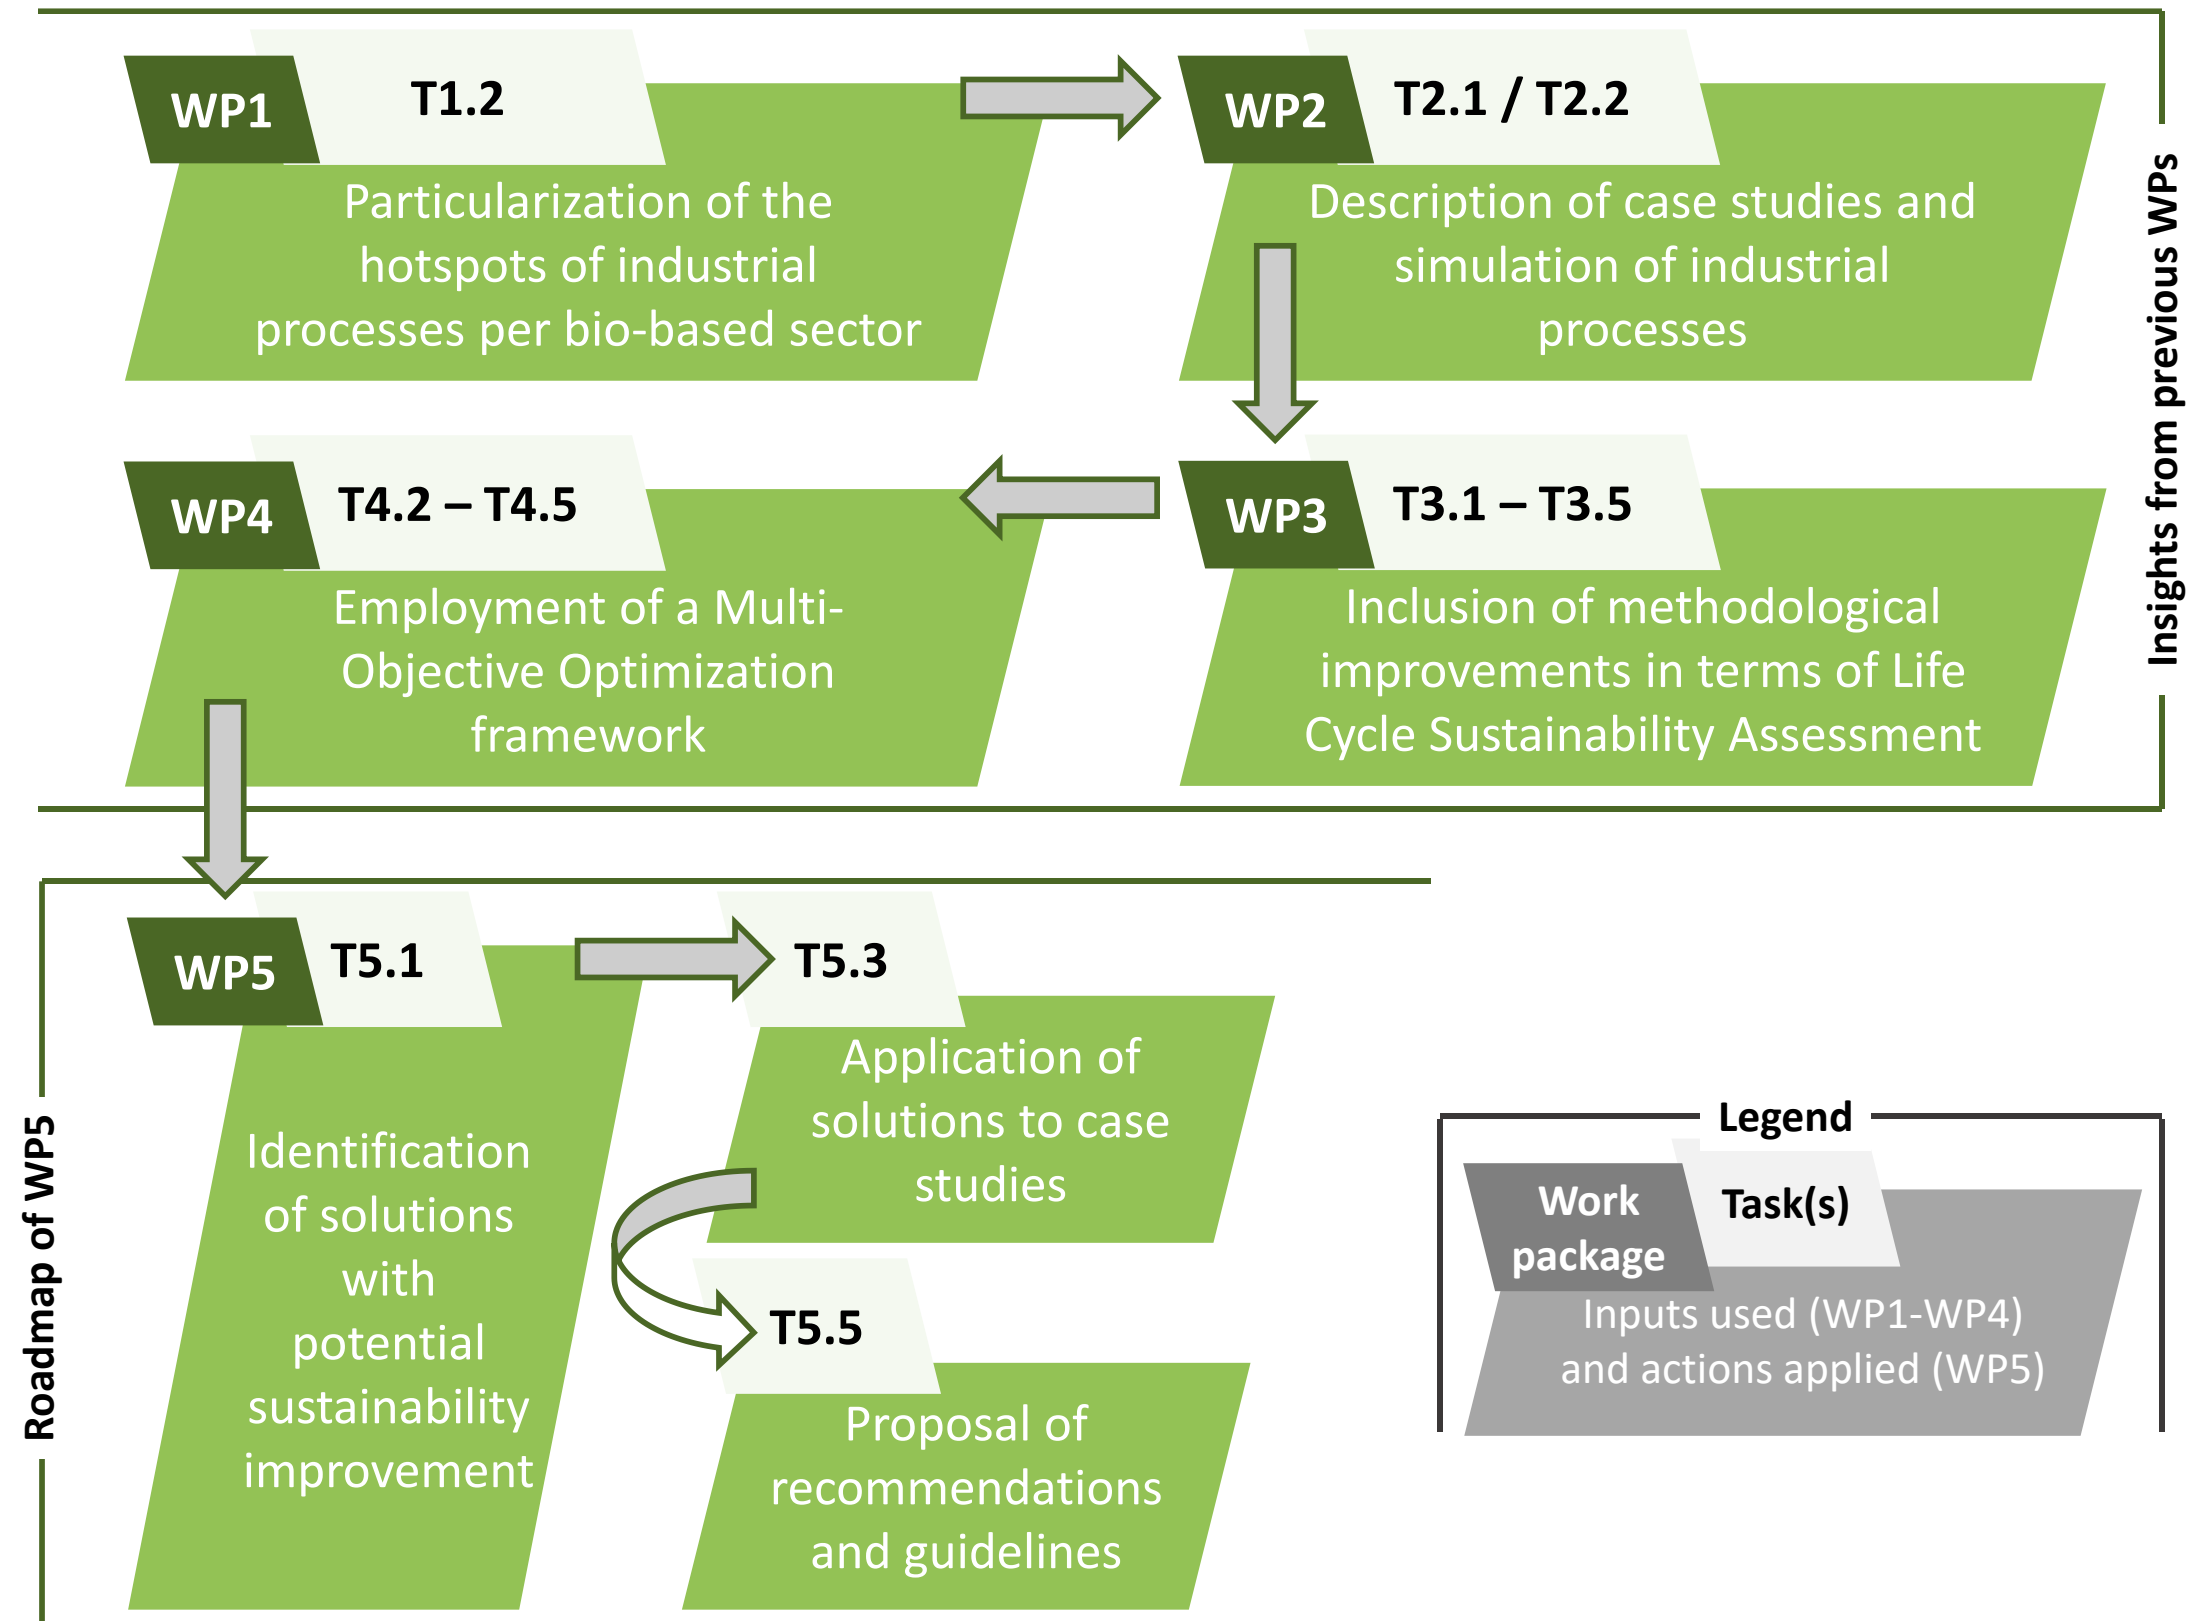 WP1
T1.2
Particularization of the
hotspots of industrial
processes per bio-based sector
WP2
T2.1 / T2.2
Description of case studies and
simulation of industrial
processes
WP3
T3.1 – T3.5
Inclusion of methodological
improvements in terms of Life
Cycle Sustainability Assessment
WP4
T4.2 – T4.5
Employment of a Multi-
Objective Optimization
framework
Insights from previous WPs
Roadmap of WP5
WP5
T5.1
Identification
of solutions
with
potential
sustainability
improvement
T5.3
Application of
solutions to case
studies
T5.5
Proposal of
recommendations
and guidelines
Legend
Work
package
Task(s)
Inputs used (WP1-WP4)
and actions applied (WP5)